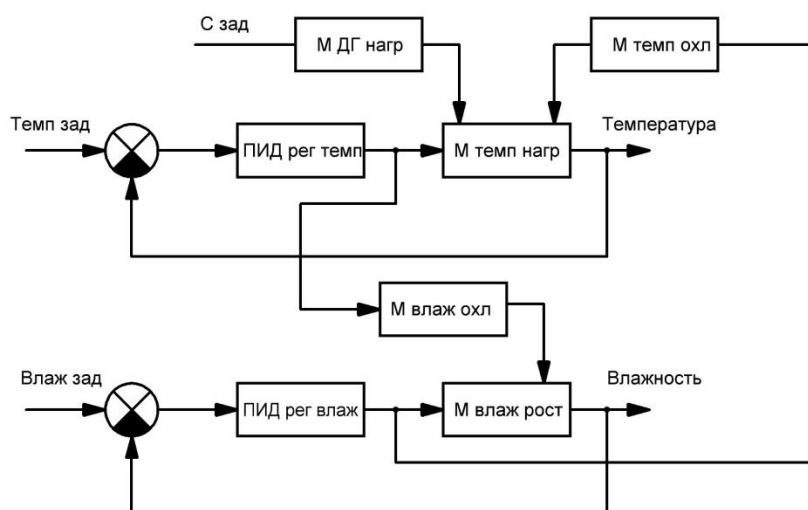 С зад
М ДГ нагр
М темп охл
Темп зад
ПИД рег темп
М темп нагр
Температура
М влаж охл
Влаж зад
ПИД рег влаж
М влаж рост
Влажность